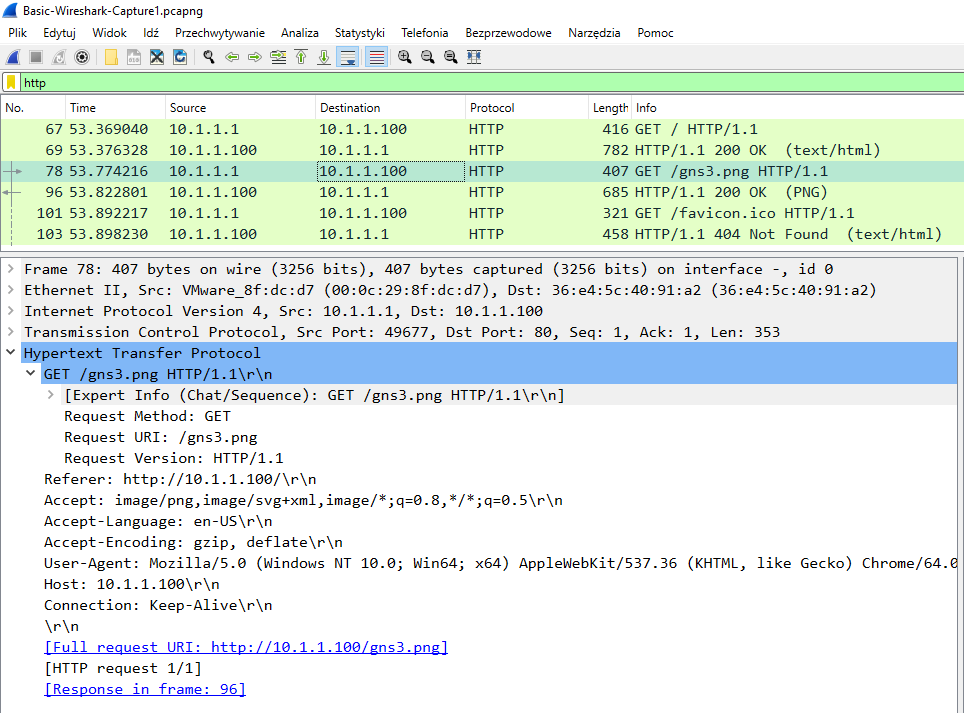 Basic-Wireshark-Capture1.pcapng
Plik Edytuj Widok Idź Przechwytywanie Analiza Statystyki Telefonia Bezprzewodowe Narzędzia Pomoc
http
No. Time Source Destination Protocol Length Info
67 53.369040 10.1.1.1 10.1.1.100 HTTP 416 GET / HTTP/1.1
69 53.376328 10.1.1.100 10.1.1.1 HTTP 782 HTTP/1.1 200 OK (text/html)
78 53.774216 10.1.1.1 10.1.1.100 HTTP 407 GET /gns3.png HTTP/1.1
96 53.822801 10.1.1.100 10.1.1.1 HTTP 685 HTTP/1.1 200 OK (PNG)
101 53.892217 10.1.1.1 10.1.1.100 HTTP 321 GET /favicon.ico HTTP/1.1
103 53.898230 10.1.1.100 10.1.1.1 HTTP 458 HTTP/1.1 404 Not Found (text/html)
Frame 78: 407 bytes on wire (3256 bits), 407 bytes captured (3256 bits) on interface -, id 0
Ethernet II, Src: VMware_8f:dc:d7 (00:0c:29:8f:dc:d7), Dst: 36:e4:5c:40:91:a2 (36:e4:5c:40:91:a2)
Internet Protocol Version 4, Src: 10.1.1.1, Dst: 10.1.1.100
Transmission Control Protocol, Src Port: 49677, Dst Port: 80, Seq: 1, Ack: 1, Len: 353
Hypertext Transfer Protocol
GET /gns3.png HTTP/1.1\r\n
[Expert Info (Chat/Sequence): GET /gns3.png HTTP/1.1\r\n]
Request Method: GET
Request URI: /gns3.png
Request Version: HTTP/1.1
Referer: http://10.1.1.100/\r\n
Accept: image/png,image/svg+xml,image/*;q=0.8,*/*;q=0.5\r\n
Accept-Language: en-US\r\n
Accept-Encoding: gzip, deflate\r\n
User-Agent: Mozilla/5.0 (Windows NT 10.0; Win64; x64) AppleWebKit/537.36 (KHTML, like Gecko) Chrome/64.0
Host: 10.1.1.100\r\n
Connection: Keep-Alive\r\n
\r\n
[Full request URI: http://10.1.1.100/gns3.png]
[HTTP request 1/1]
[Response in frame: 96]